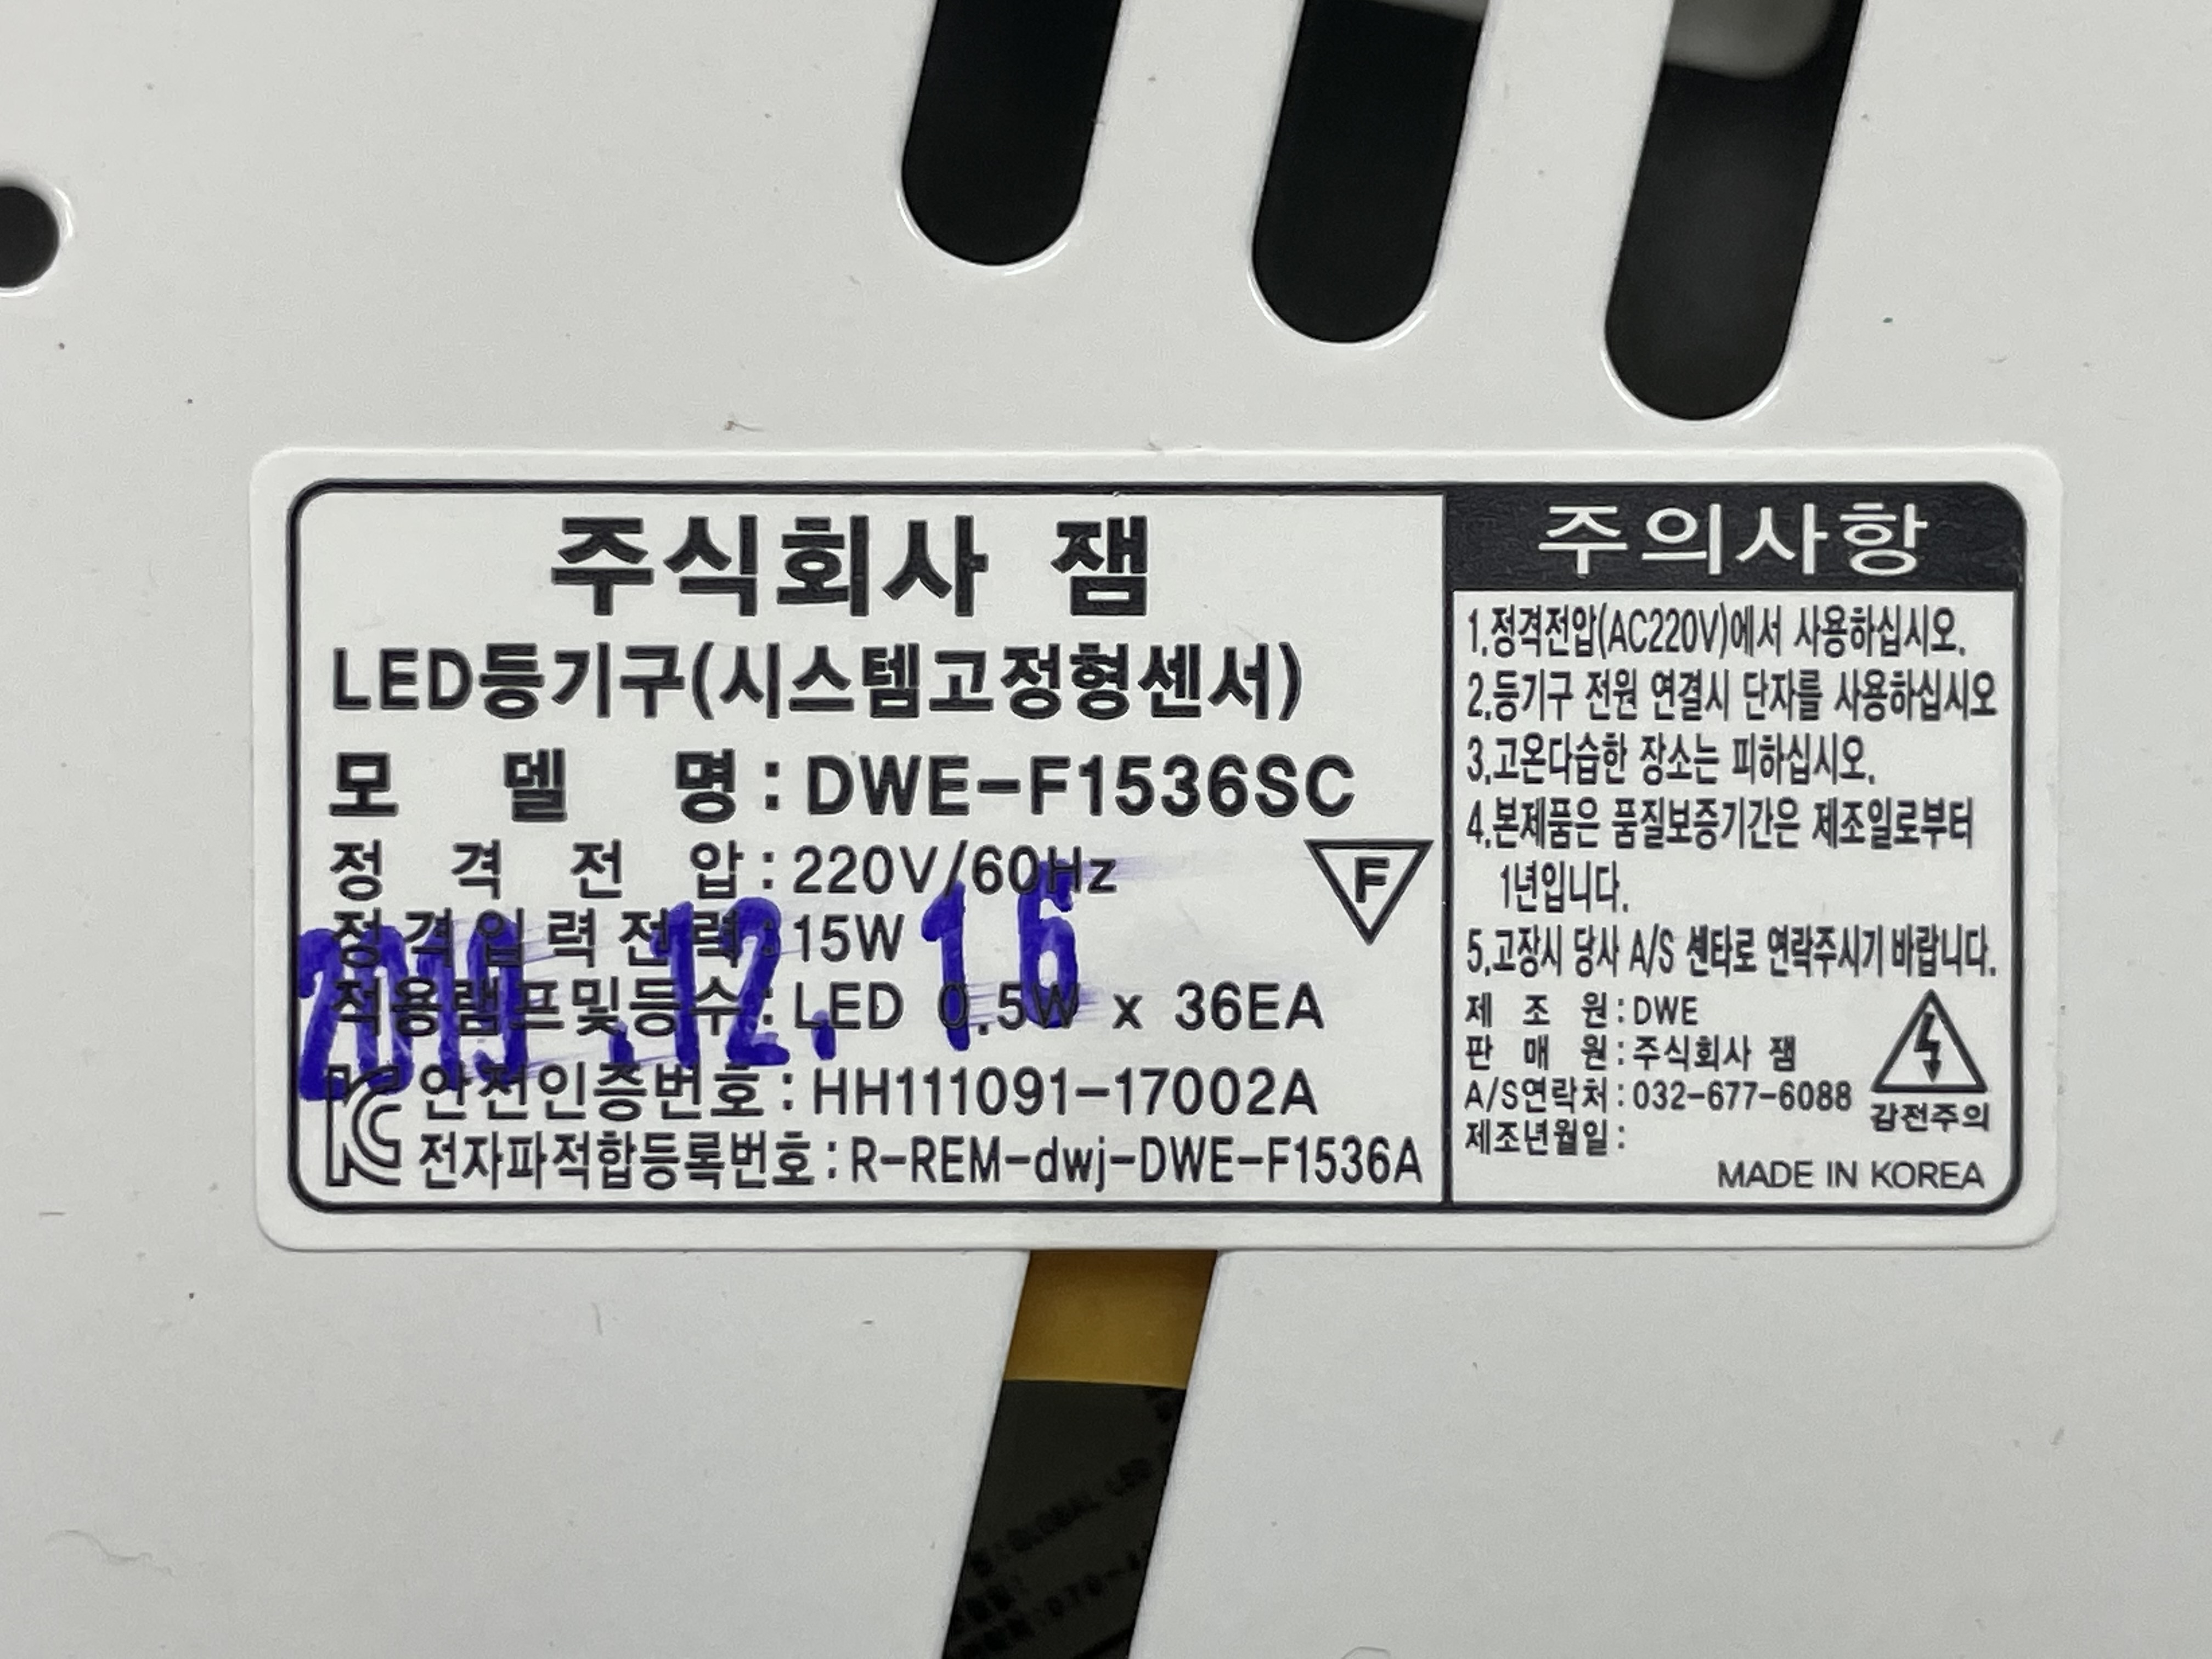 주식회사 잼
LED등기구(시스템고정형센서)
모 델 명 : DWE-F1536SC
정 격 전 압 : 220V/60Hz
F
정격입력전력 : 15W
적용램프및등수 : LED 0.5W x 36EA
2019.12.16
안전인증번호 : HH111091-17002A
전자파적합등록번호 : R-REM-dwj-DWE-F1536A
주의사항
1.정격전압(AC220V)에서 사용하십시오.
2.등기구 전원 연결시 단자를 사용하십시오
3.고온다습한 장소는 피하십시오.
4.본제품은 품질보증기간은 제조일로부터
1년입니다.
5.고장시 당사 A/S 센타로 연락주시기 바랍니다.
제 조 원 : DWE
판 매 원 : 주식회사 잼
A/S연락처 : 032-677-6088
제조년월일 :
감전주의
MADE IN KOREA
GLOBAL LED